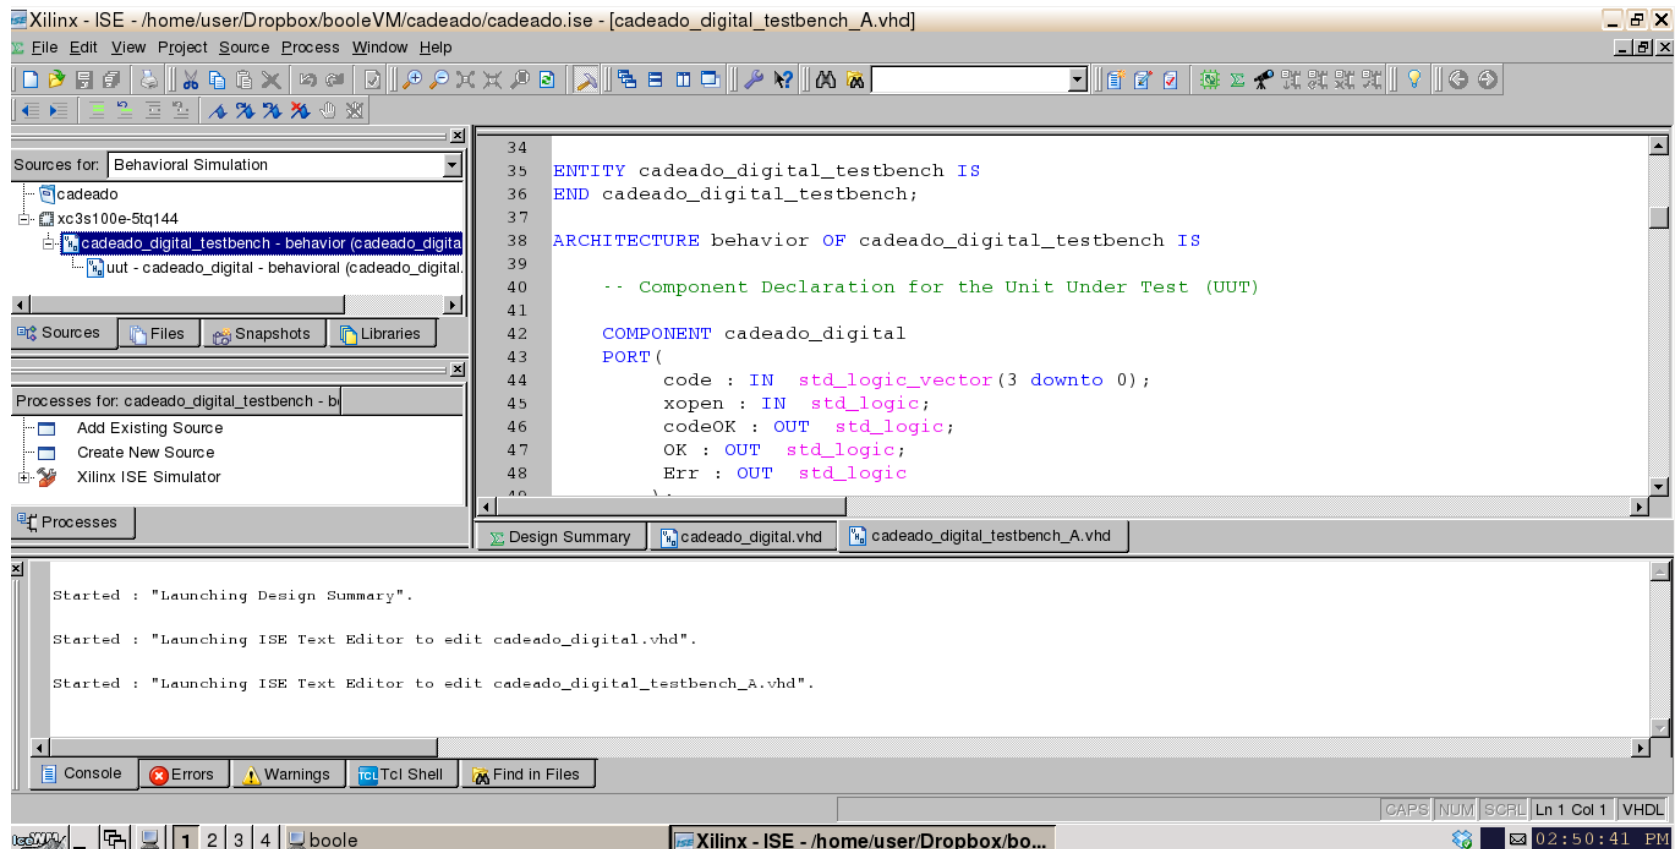 Xilinx - ISE - /home/user/Dropbox/booleVM/cadeado/cadeado.ise - [cadeado_digital_testbench_A.vhd]
File Edit View Project Source Process Window Help
Sources for: Behavioral Simulation
cadeado
xc3s100e-5tq144
cadeado_digital_testbench - behavior (cadeado_digita
uut - cadeado_digital - behavioral (cadeado_digital.
Sources Files Snapshots Libraries
Processes for: cadeado_digital_testbench - b
Add Existing Source
Create New Source
Xilinx ISE Simulator
Processes
34
35 ENTITY cadeado_digital_testbench IS
36 END cadeado_digital_testbench;
37
38 ARCHITECTURE behavior OF cadeado_digital_testbench IS
39
40 -- Component Declaration for the Unit Under Test (UUT)
41
42 COMPONENT cadeado_digital
43 PORT(
44 code : IN std_logic_vector(3 downto 0);
45 xopen : IN std_logic;
46 codeOK : OUT std_logic;
47 OK : OUT std_logic;
48 Err : OUT std_logic
49 );
Design Summary cadeado_digital.vhd cadeado_digital_testbench_A.vhd
Started : "Launching Design Summary".
Started : "Launching ISE Text Editor to edit cadeado_digital.vhd".
Started : "Launching ISE Text Editor to edit cadeado_digital_testbench_A.vhd".
Console Errors Warnings TCL Tcl Shell Find in Files
CAPS NUM SCRL Ln 1 Col 1 VHDL
IceWM 1 2 3 4 boole Xilinx - ISE - /home/user/Dropbox/bo... 02:50:41 PM